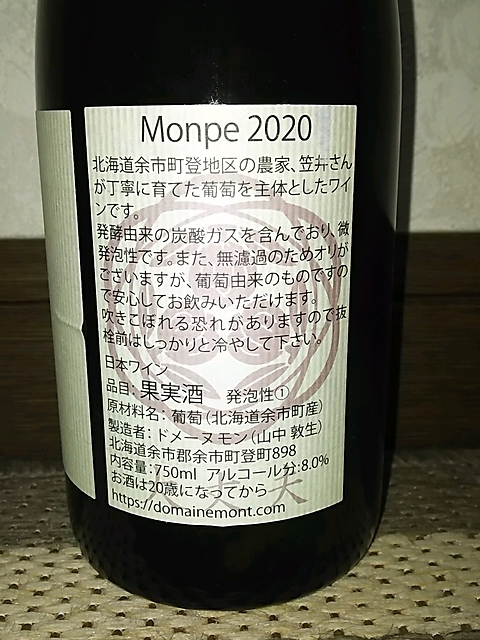 Monpe 2020
北海道余市町登地区の農家、笠井さん
が丁寧に育てた葡萄を主体としたワイ
ンです。
発酵由来の炭酸ガスを含んでおり、微
発泡性です。また、無濾過のためオリが
ございますが、葡萄由来のものですの
で安心してお飲みいただけます。
吹きこぼれる恐れがありますので抜
栓前はしっかりと冷やして下さい。
日本ワイン
品目：果実酒 発泡性①
原材料名：葡萄（北海道余市町産）
製造者：ドメーヌモン（山中 敦生）
北海道余市郡余市町登町898
内容量：750ml アルコール分：8.0%
お酒は20歳になってから
https://domainemont.com